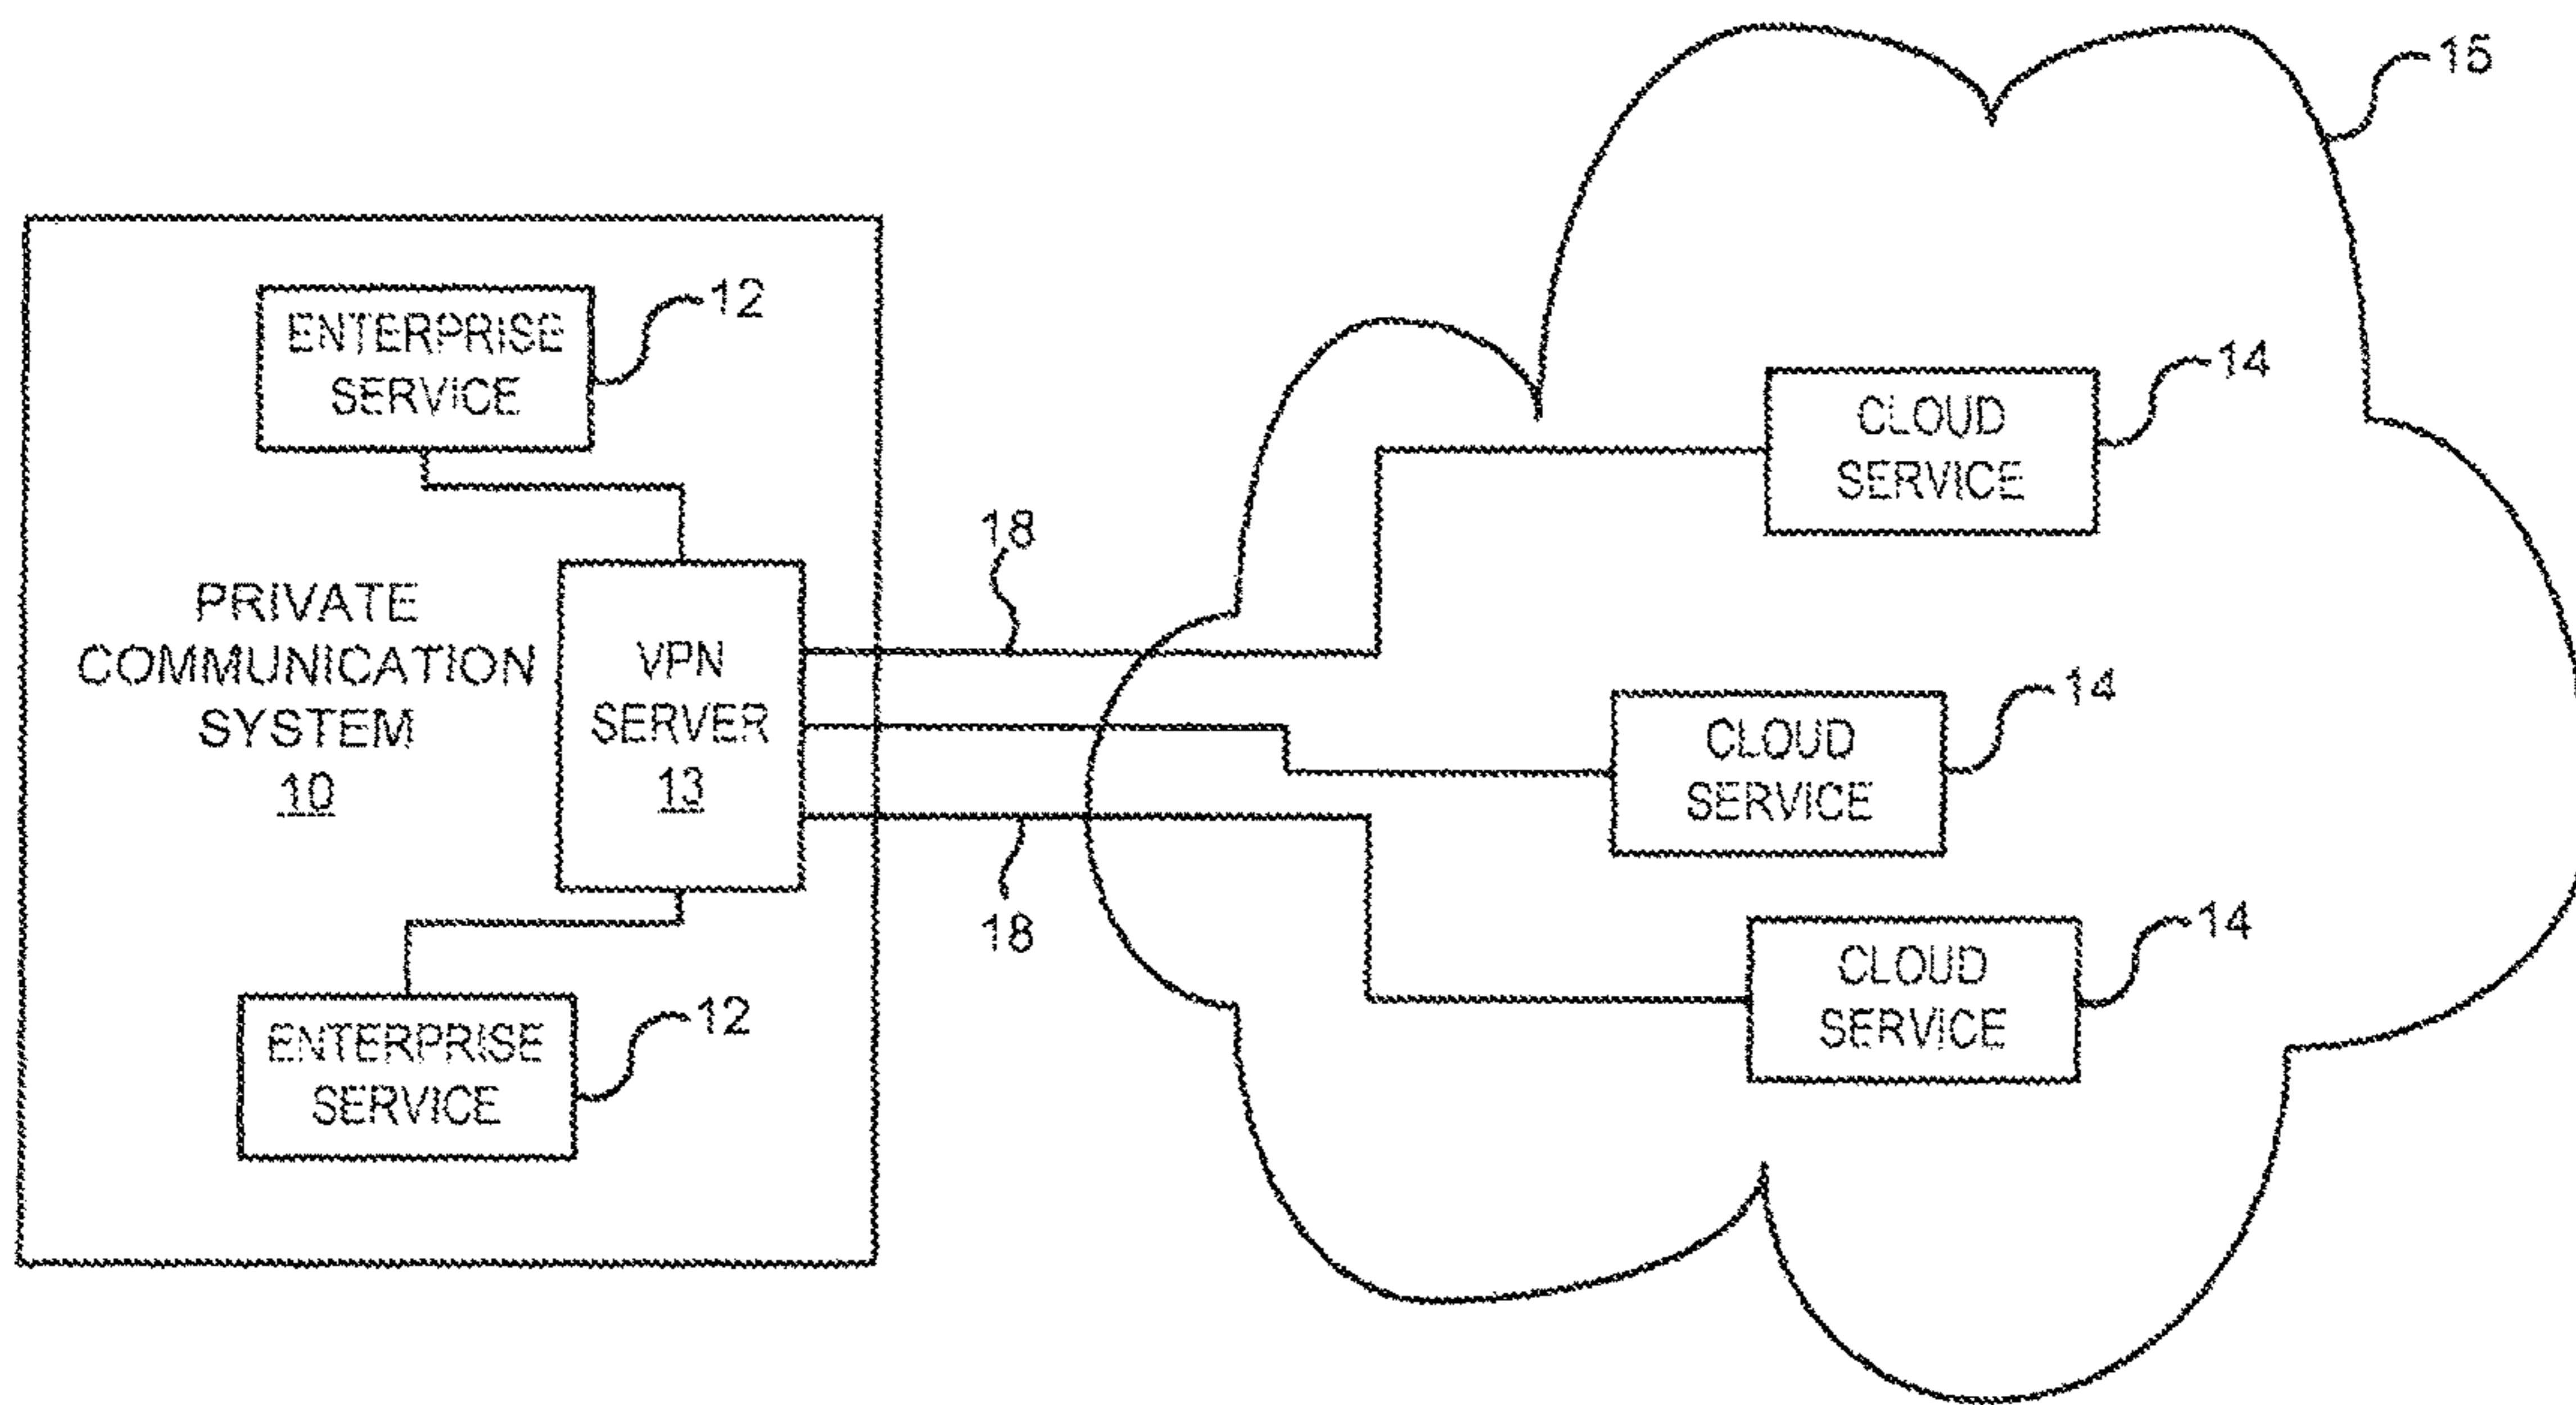 15
12
ENTERPRISE
SERVICE
14
CLOUD
SERVICE
18
PRIVATE
COMMUNICATION
SYSTEM
10
VPN
SERVER
13
14
CLOUD
SERVICE
18
14
CLOUD
SERVICE
12
ENTERPRISE
SERVICE